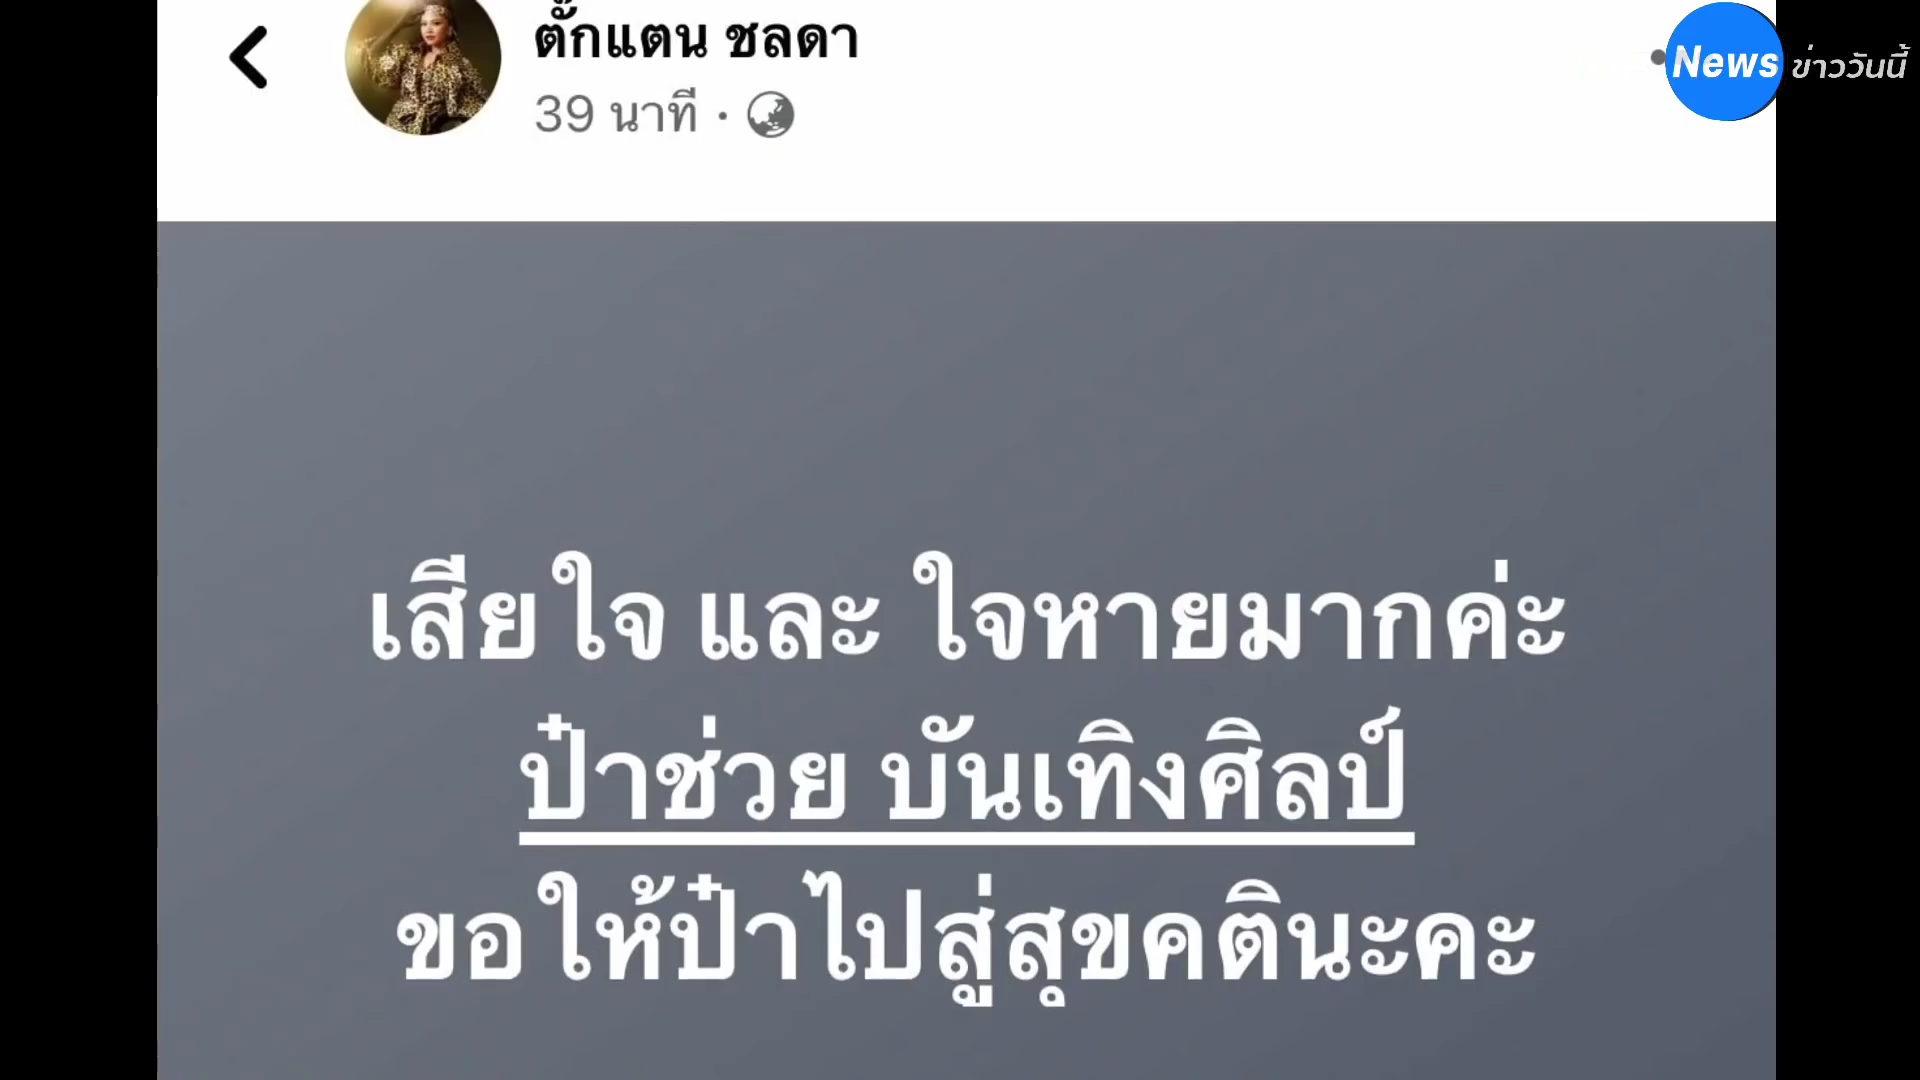 ตั๊กแตน ชลดา
39 นาที ·
News ข่าววันนี้
เสียใจ และ ใจหายมากค่ะ
ป๋าช่วย บันเทิงศิลป์
ขอให้ป๋าไปสู่สุขคตินะคะ